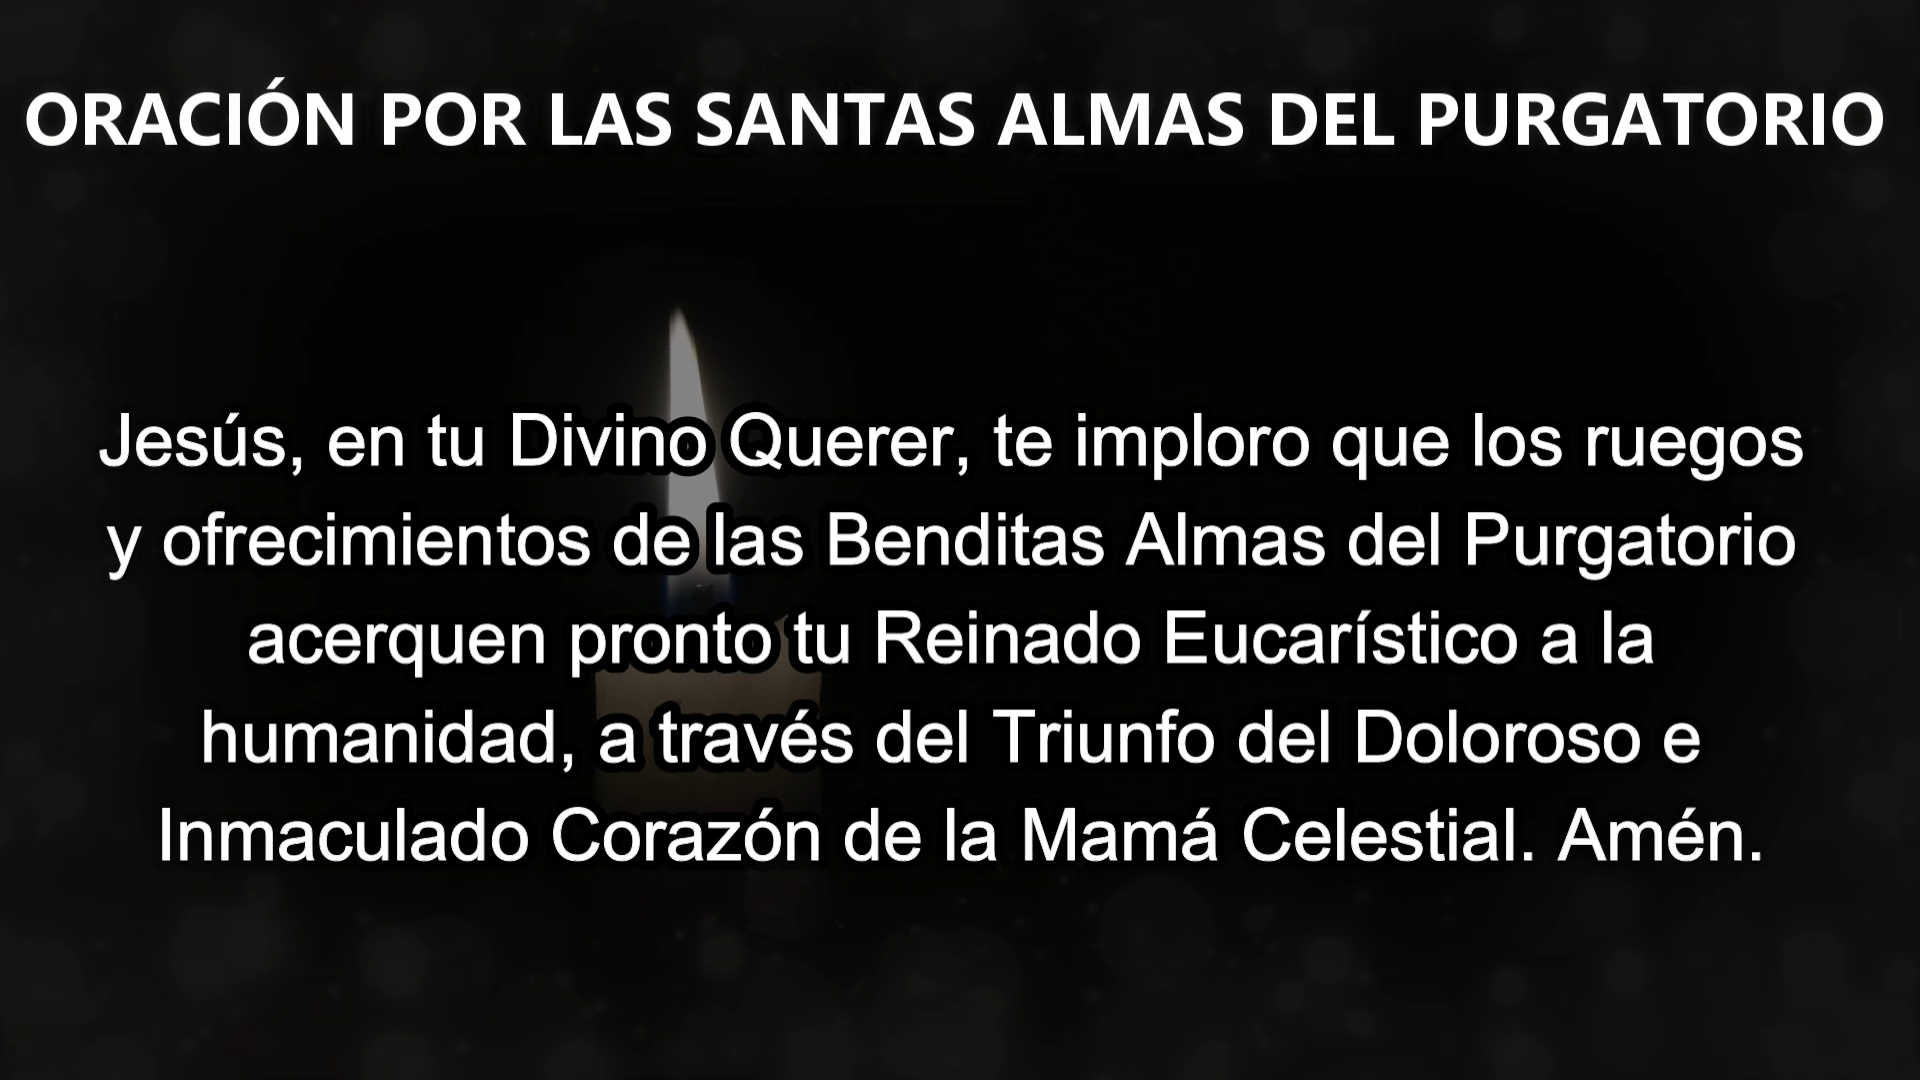 ORACIÓN POR LAS SANTAS ALMAS DEL PURGATORIO
Jesús, en tu Divino Querer, te imploro que los ruegos
y ofrecimientos de las Benditas Almas del Purgatorio
acerquen pronto tu Reinado Eucarístico a la
humanidad, a través del Triunfo del Doloroso e
Inmaculado Corazón de la Mamá Celestial. Amén.